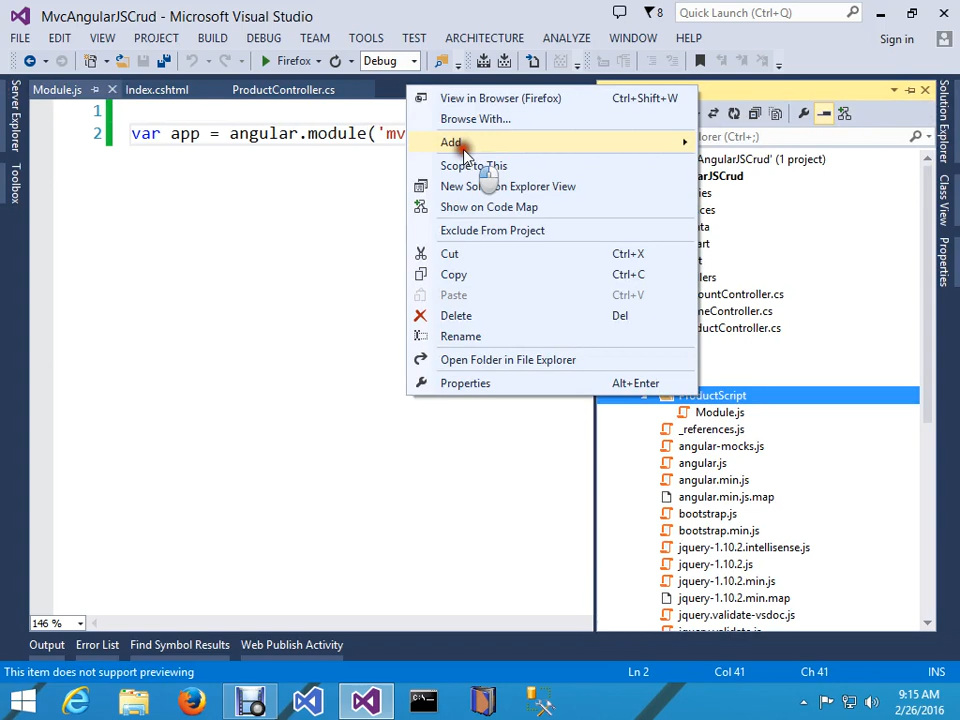 MvcAngularJSCrud - Microsoft Visual Studio
8
Quick Launch (Ctrl+Q)
FILE EDIT VIEW PROJECT BUILD DEBUG TEAM TOOLS TEST ARCHITECTURE ANALYZE WINDOW HELP
Sign in
Firefox
Debug
Server Explorer
Toolbox
Module.js
Index.cshtml
ProductController.cs
1
2 var app = angular.module('mv
View in Browser (Firefox) Ctrl+Shift+W
Browse With...
Add
Scope to This
New Explorer View
Show on Code Map
Exclude From Project
Cut Ctrl+X
Copy Ctrl+C
Paste Ctrl+V
Delete Del
Rename
Open Folder in File Explorer
Properties Alt+Enter
lorer (Ctrl+;)
AngularJSCrud' (1 project)
larJSCrud
ies
ces
ata
art
t
lers
ountController.cs
meController.cs
ductController.cs
ProductScript
Module.js
_references.js
angular-mocks.js
angular.js
angular.min.js
angular.min.js.map
bootstrap.js
bootstrap.min.js
jquery-1.10.2.intellisense.js
jquery-1.10.2.js
jquery-1.10.2.min.js
jquery-1.10.2.min.map
jquery.validate-vsdoc.js
Solution Explorer
Class View
Properties
146 %
Output Error List Find Symbol Results Web Publish Activity
This item does not support previewing
Ln 2 Col 41 Ch 41 INS
9:15 AM
2/26/2016